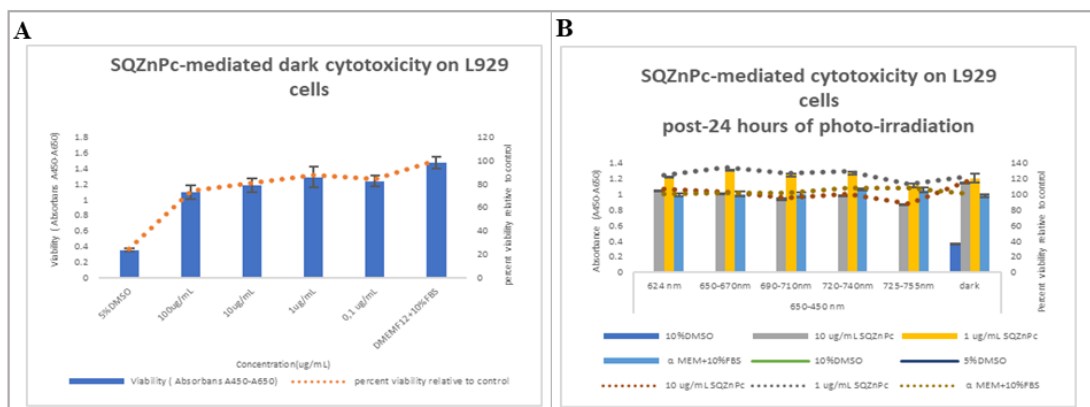 A
SQZnPc-mediated dark cytotoxicity on L929
cells
Viability ( Absorbans A450-A650)
1.8
1.6
1.4
1.2
1
0.8
0.6
0.4
0.2
0
120
100
80
60
40
20
0
percent viability relative to control
5%DMSO
100ug/mL
10ug/mL
1ug/mL
0,1 ug/mL
DMEMF12+10%FBS
Concentration(ug/mL)
Viability ( Absorbans A450-A650)
percent viability relative to control
B
SQZnPc-mediated cytotoxicity on L929
cells
post-24 hours of photo-irradiation
Absorbance (A450-A650)
1.4
1.2
1
0.8
0.6
0.4
0.2
0
140
120
100
80
60
40
20
0
Percent viability relative to control
624 nm
650-670nm
690-710nm
720-740nm
725-755nm
dark
650-450 nm
10%DMSO
10 ug/mL SQZnPc
1 ug/mL SQZnPc
α MEM+10%FBS
10%DMSO
5%DMSO
10 ug/mL SQZnPc
1 ug/mL SQZnPc
α MEM+10%FBS